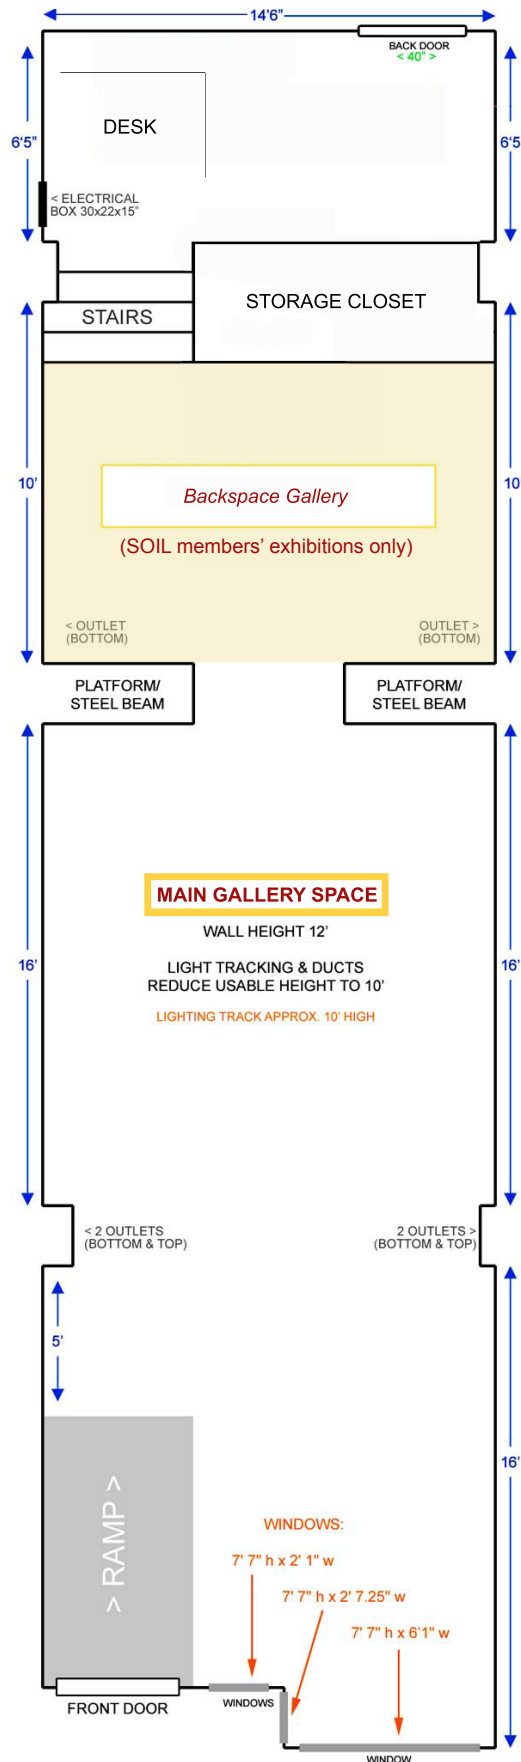 14'6"
BACK DOOR
< 40" >
6'5"
DESK
6'5
< ELECTRICAL
BOX 30x22x15"
STORAGE CLOSET
STAIRS
10'
Backspace Gallery
10
(SOIL members' exhibitions only)
< OUTLET
(BOTTOM)
OUTLET >
(BOTTOM)
PLATFORM/
STEEL BEAM
PLATFORM/
STEEL BEAM
MAIN GALLERY SPACE
WALL HEIGHT 12'
16'
LIGHT TRACKING & DUCTS
REDUCE USABLE HEIGHT TO 10'
16'
LIGHTING TRACK APPROX. 10' HIGH
< 2 OUTLETS
(BOTTOM & TOP)
2 OUTLETS >
(BOTTOM & TOP)
5'
16'
> RAMP >
WINDOWS:
7' 7" h x 2' 1" w
7' 7" h x 2' 7.25" w
7' 7" h x 6'1" w
FRONT DOOR
WINDOWS
WINDOW